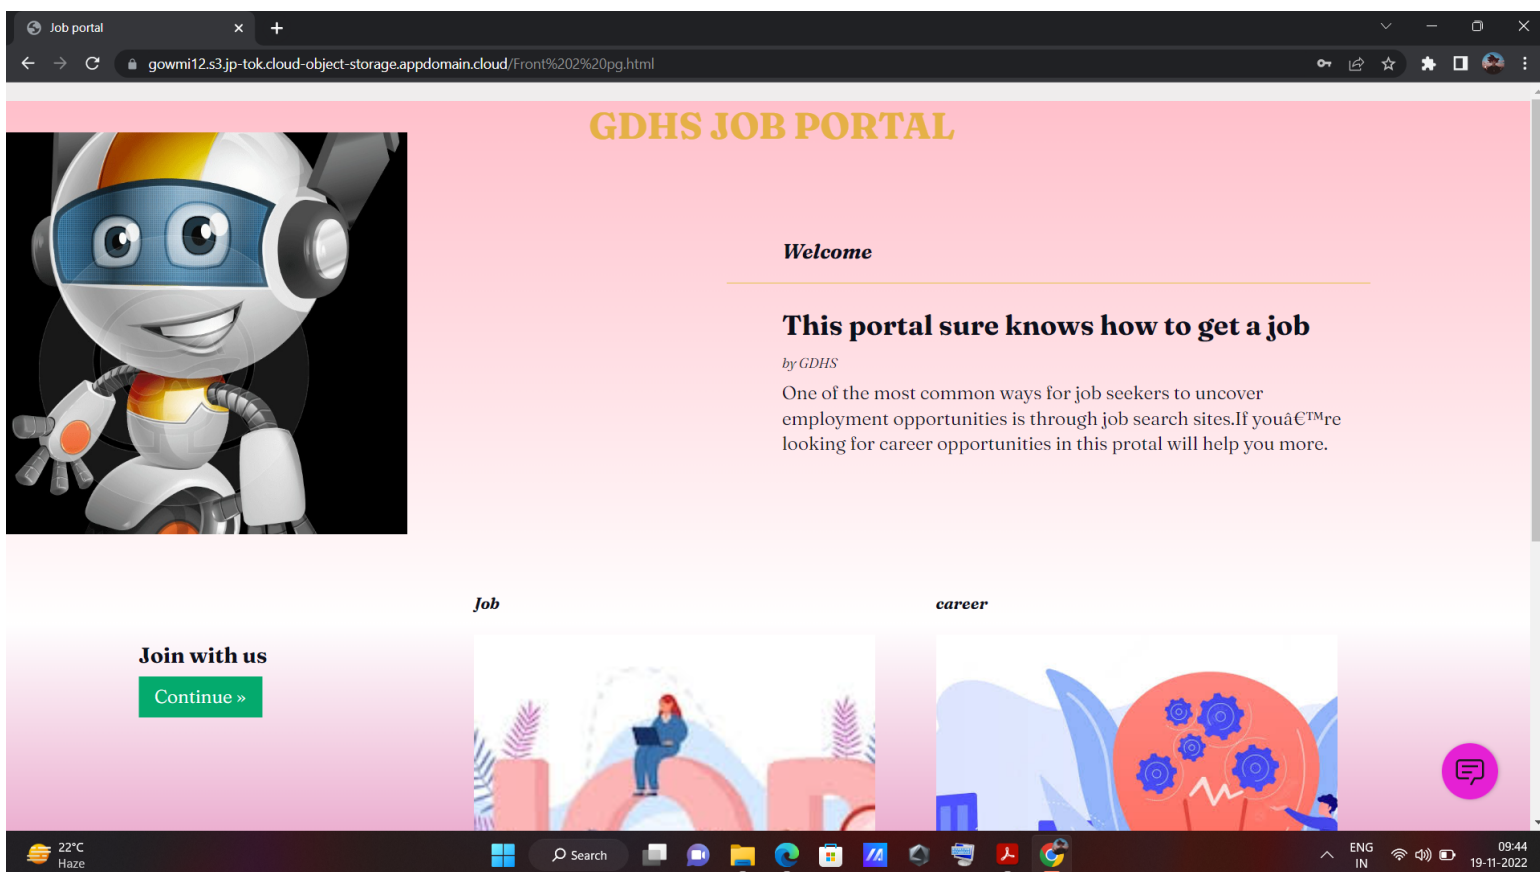 Job portal
gowmi12.s3.jp-tok.cloud-object-storage.appdomain.cloud/Front%202%20pg.html
GDHS JOB PORTAL
Welcome
This portal sure knows how to get a job
by GDHS
One of the most common ways for job seekers to uncover
employment opportunities is through job search sites.If youâ€™re
looking for career opportunities in this protal will help you more.
Job
career
Join with us
Continue »
JOB
22°C
Haze
Search
ENG
IN
09:44
19-11-2022